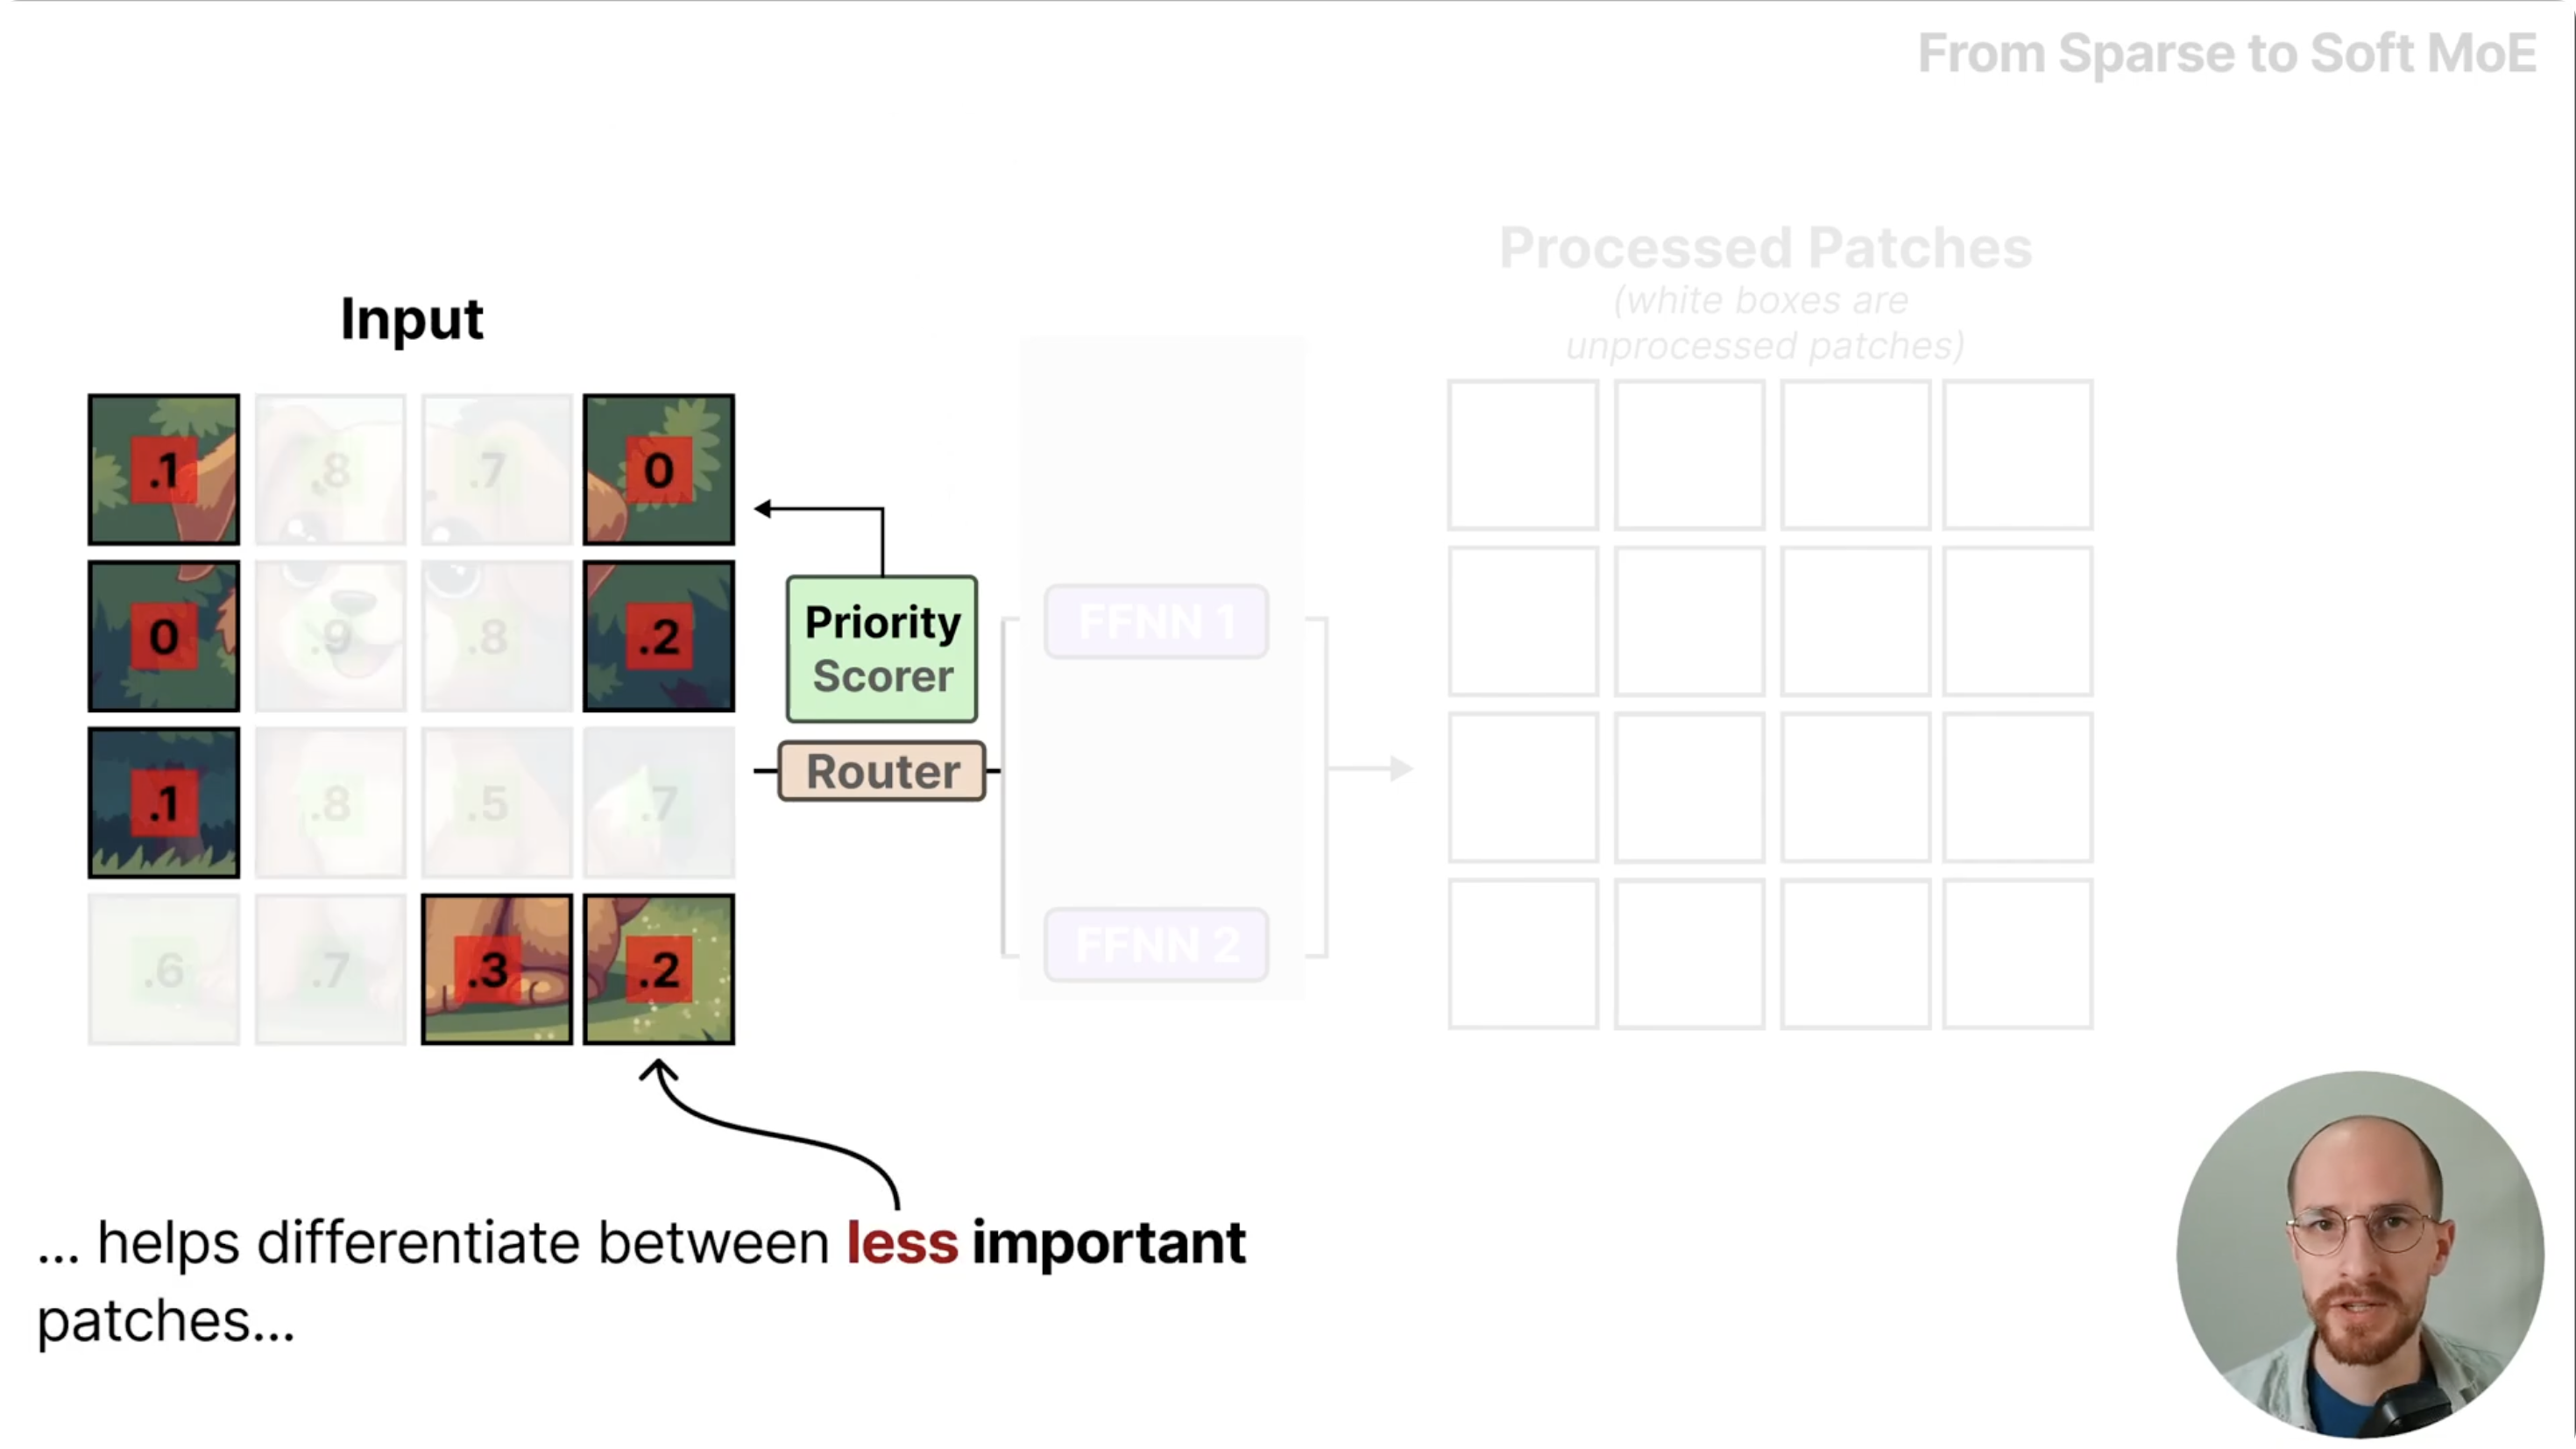 From Sparse to Soft MoE
Processed Patches
(white boxes are
unprocessed patches)
Input
.1 .8 .7 0
0 .9 .8 .2
.1 .8 .5 .7
.6 .7 .3 .2
Priority
Scorer
Router
FFNN 1
FFNN 2
... helps differentiate between less important
patches...